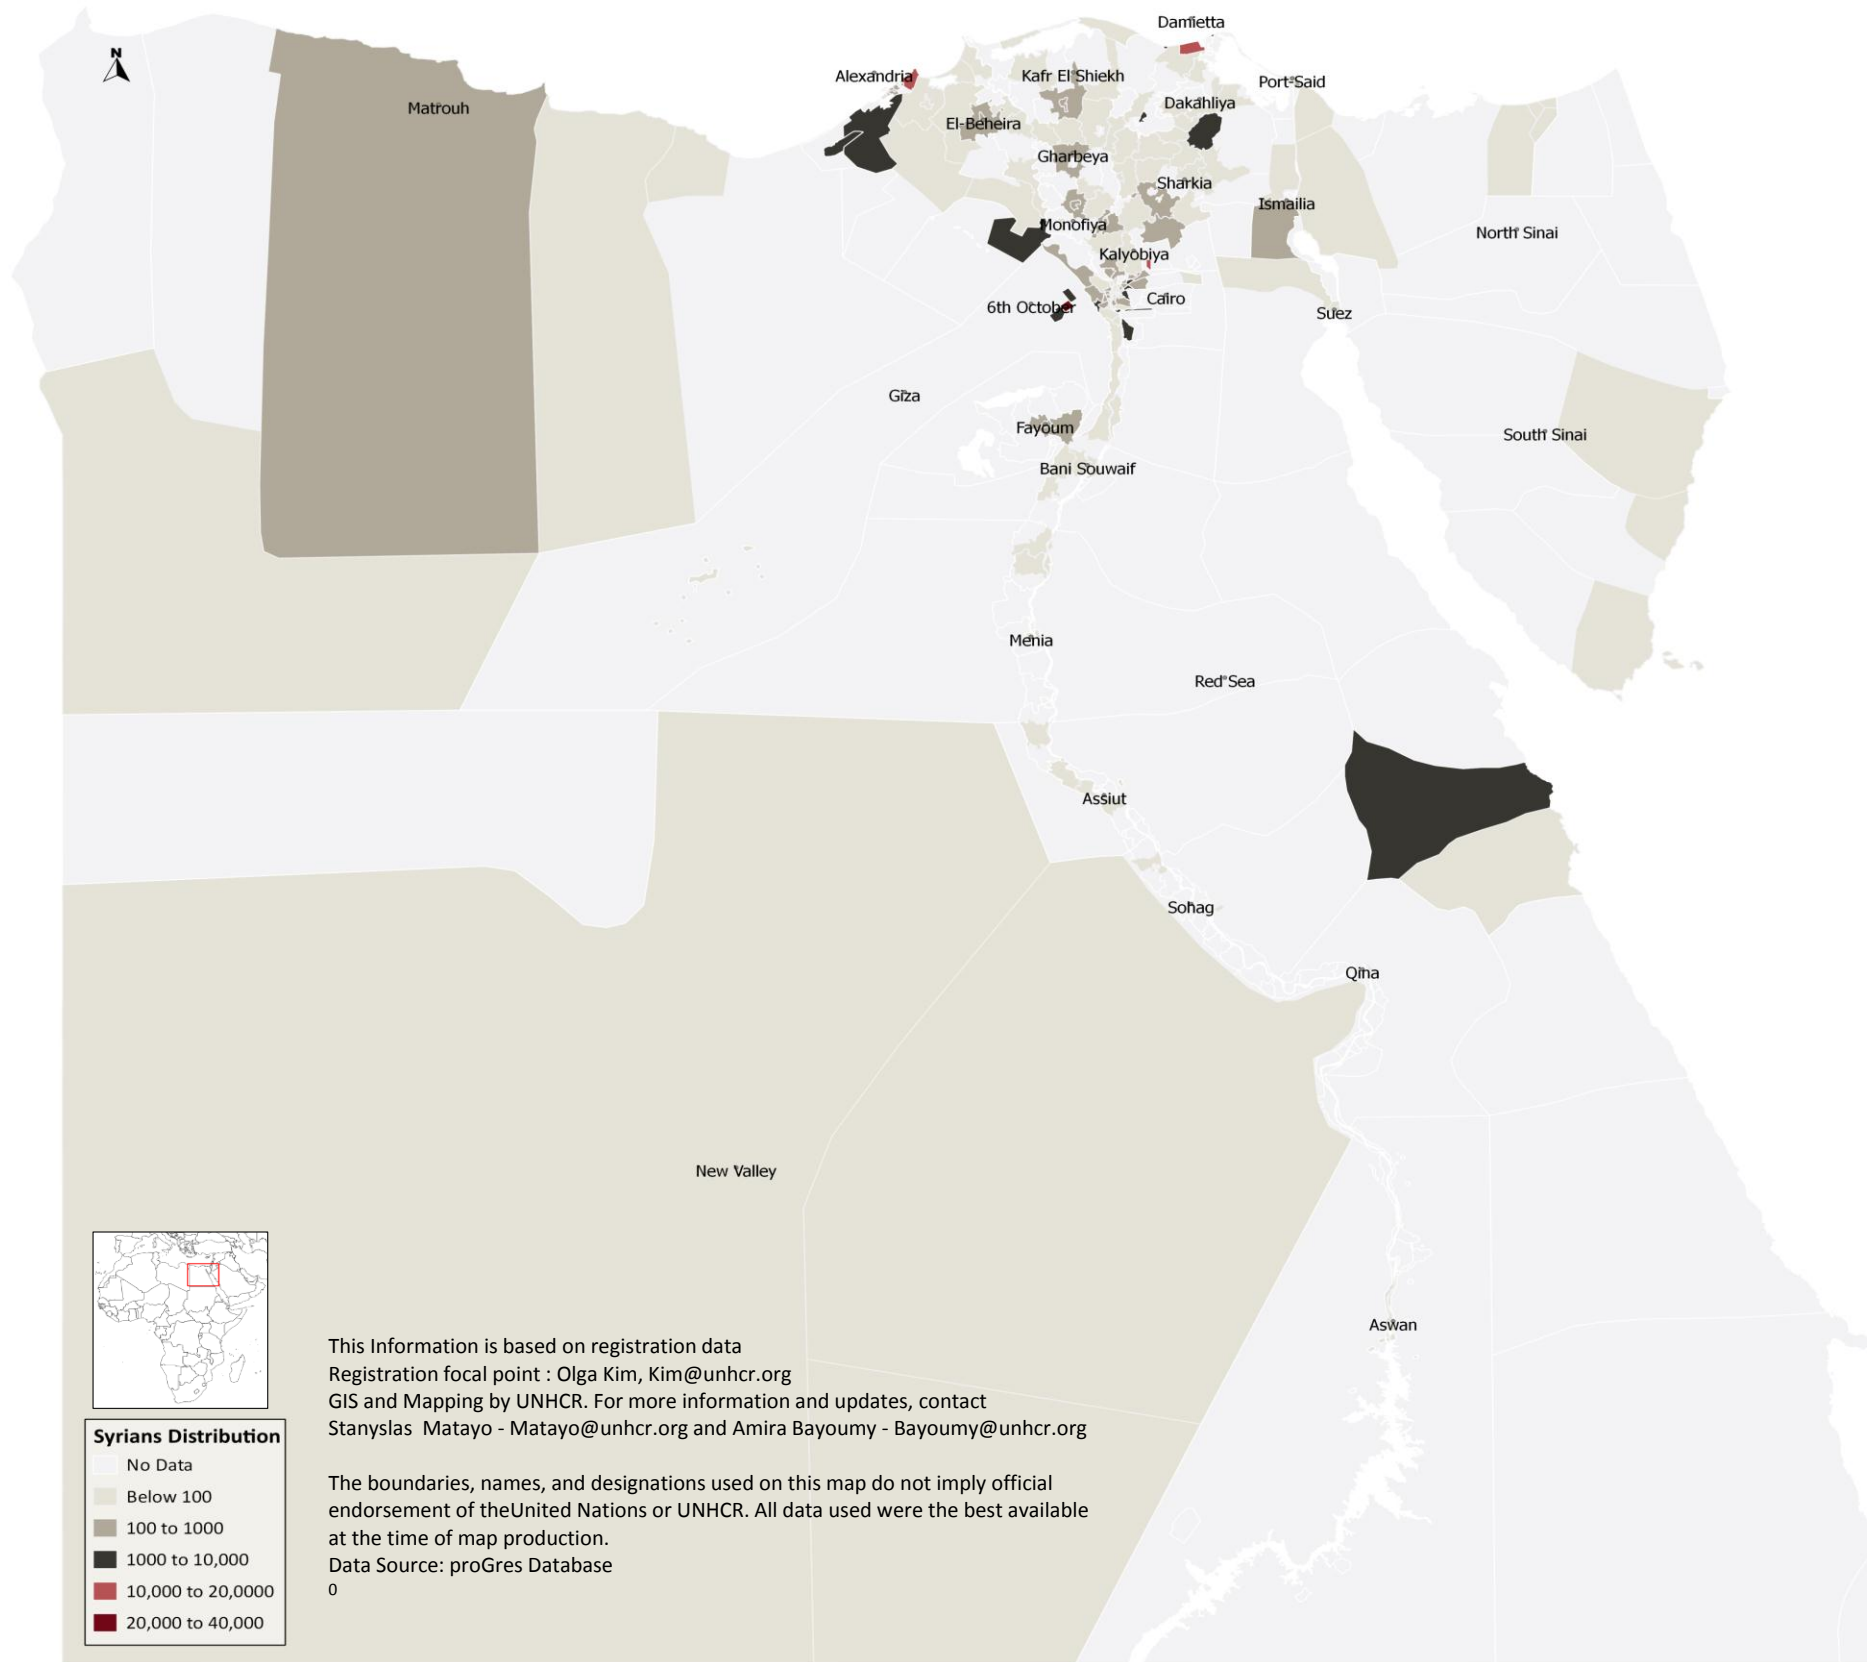 Damietta
N
Alexandria
Kafr El Shiekh
Port-Said
Matrouh
Dakahliya
El-Beheira
Gharbeya
Sharkia
Ismailia
Monofiya
North Sinai
Kalyobiya
6th October
Cairo
Suez
Giza
Fayoum
South Sinai
Bani Souwaif
Menia
Red Sea
Assiut
Sohag
Qina
New Valley
Aswan
This Information is based on registration data
Registration focal point : Olga Kim, Kim@unhcr.org
GIS and Mapping by UNHCR. For more information and updates, contact
Stanyslas  Matayo - Matayo@unhcr.org and Amira Bayoumy - Bayoumy@unhcr.org
The boundaries, names, and designations used on this map do not imply official
endorsement of theUnited Nations or UNHCR. All data used were the best available
at the time of map production.
Data Source: proGres Database
0
Syrians Distribution
No Data
Below 100
100 to 1000
1000 to 10,000
10,000 to 20,0000
20,000 to 40,000